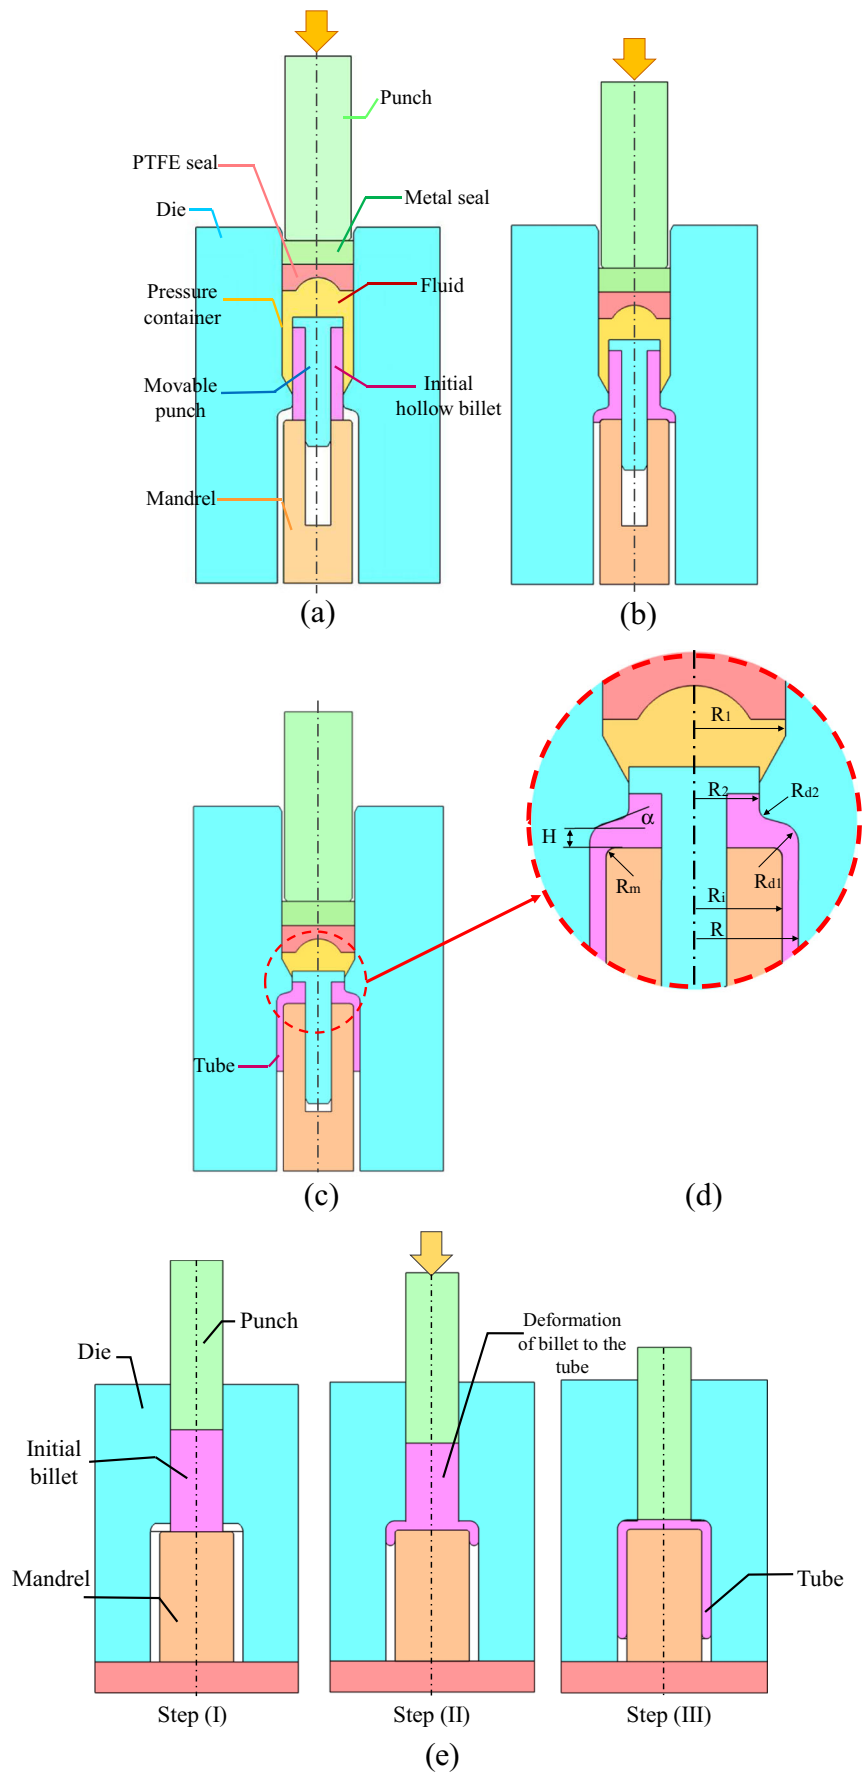 Punch
PTFE seal
Metal seal
Die
Fluid
Pressure
container
Movable
punch
Initial
hollow billet
Mandrel
(a)
(b)
R1
R2
Rd2
α
H
Rm
Rd1
Ri
R
Tube
(c)
(d)
Punch
Die
Deformation
of billet to the
tube
Initial
billet
Mandrel
Tube
Step (I)
Step (II)
Step (III)
(e)